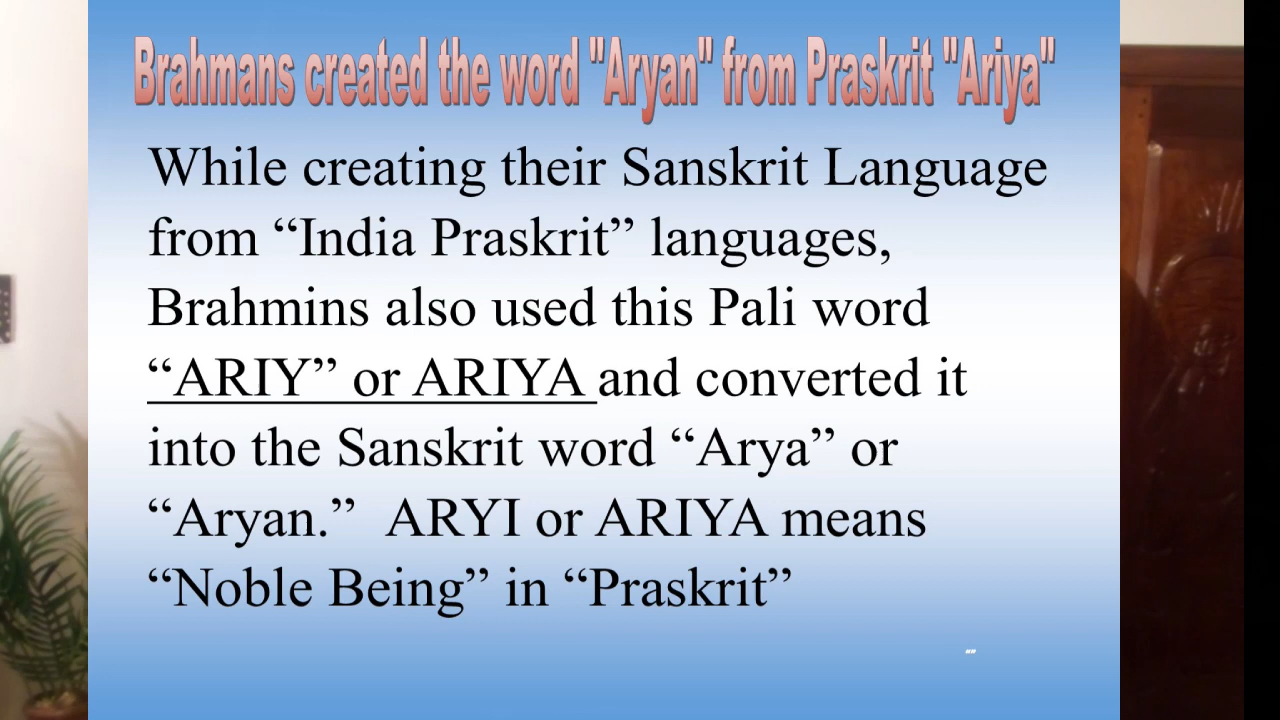 Brahmans created the word "Aryan" from Praskrit "Ariya"
While creating their Sanskrit Language
from “India Praskrit” languages,
Brahmins also used this Pali word
“ARIY” or ARIYA and converted it
into the Sanskrit word “Arya” or
“Aryan.”  ARYI or ARIYA means
“Noble Being” in “Praskrit”
“”